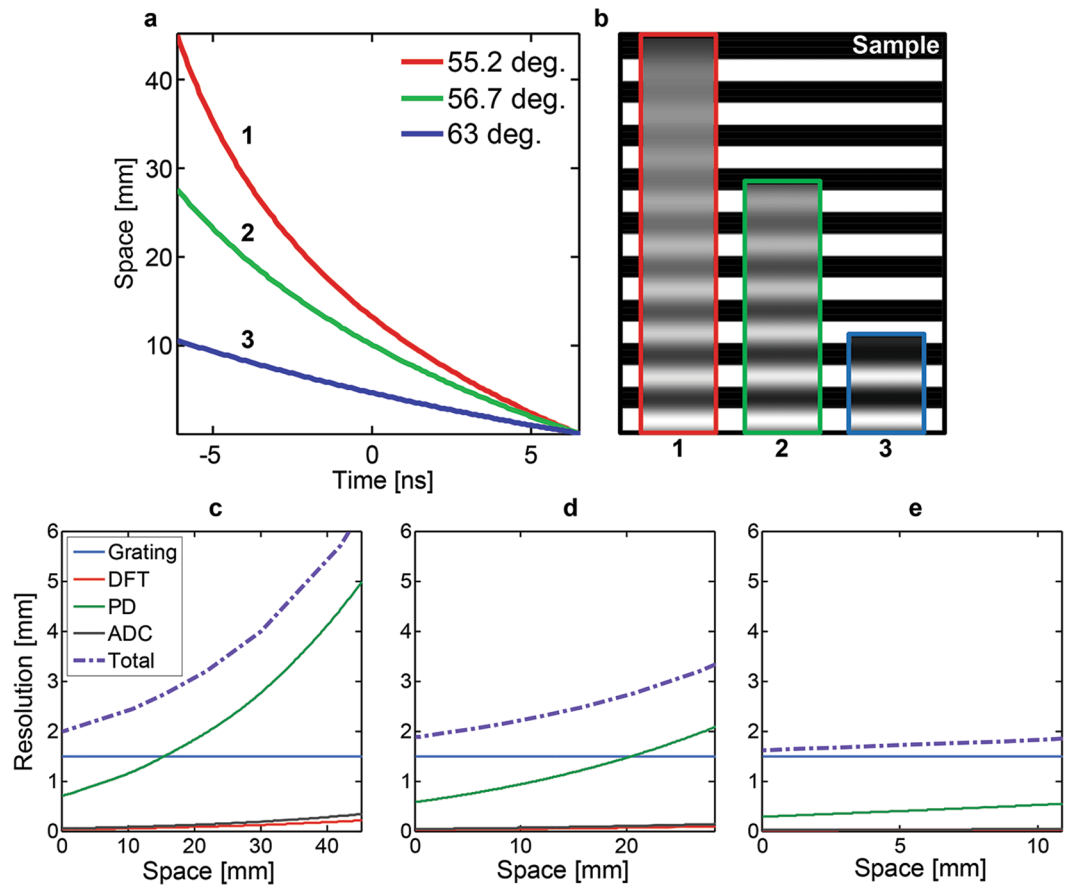 a
b
55.2 deg.
56.7 deg.
63 deg.
1
2
3
Space [mm]
40
30
20
10
-5 0 5
Time [ns]
Sample
1 2 3
c
d
e
Resolution [mm]
6
5
4
3
2
1
0
Grating
DFT
PD
ADC
Total
0 10 20 30 40
Space [mm]
6
5
4
3
2
1
0
0 10 20
Space [mm]
6
5
4
3
2
1
0
0 5 10
Space [mm]